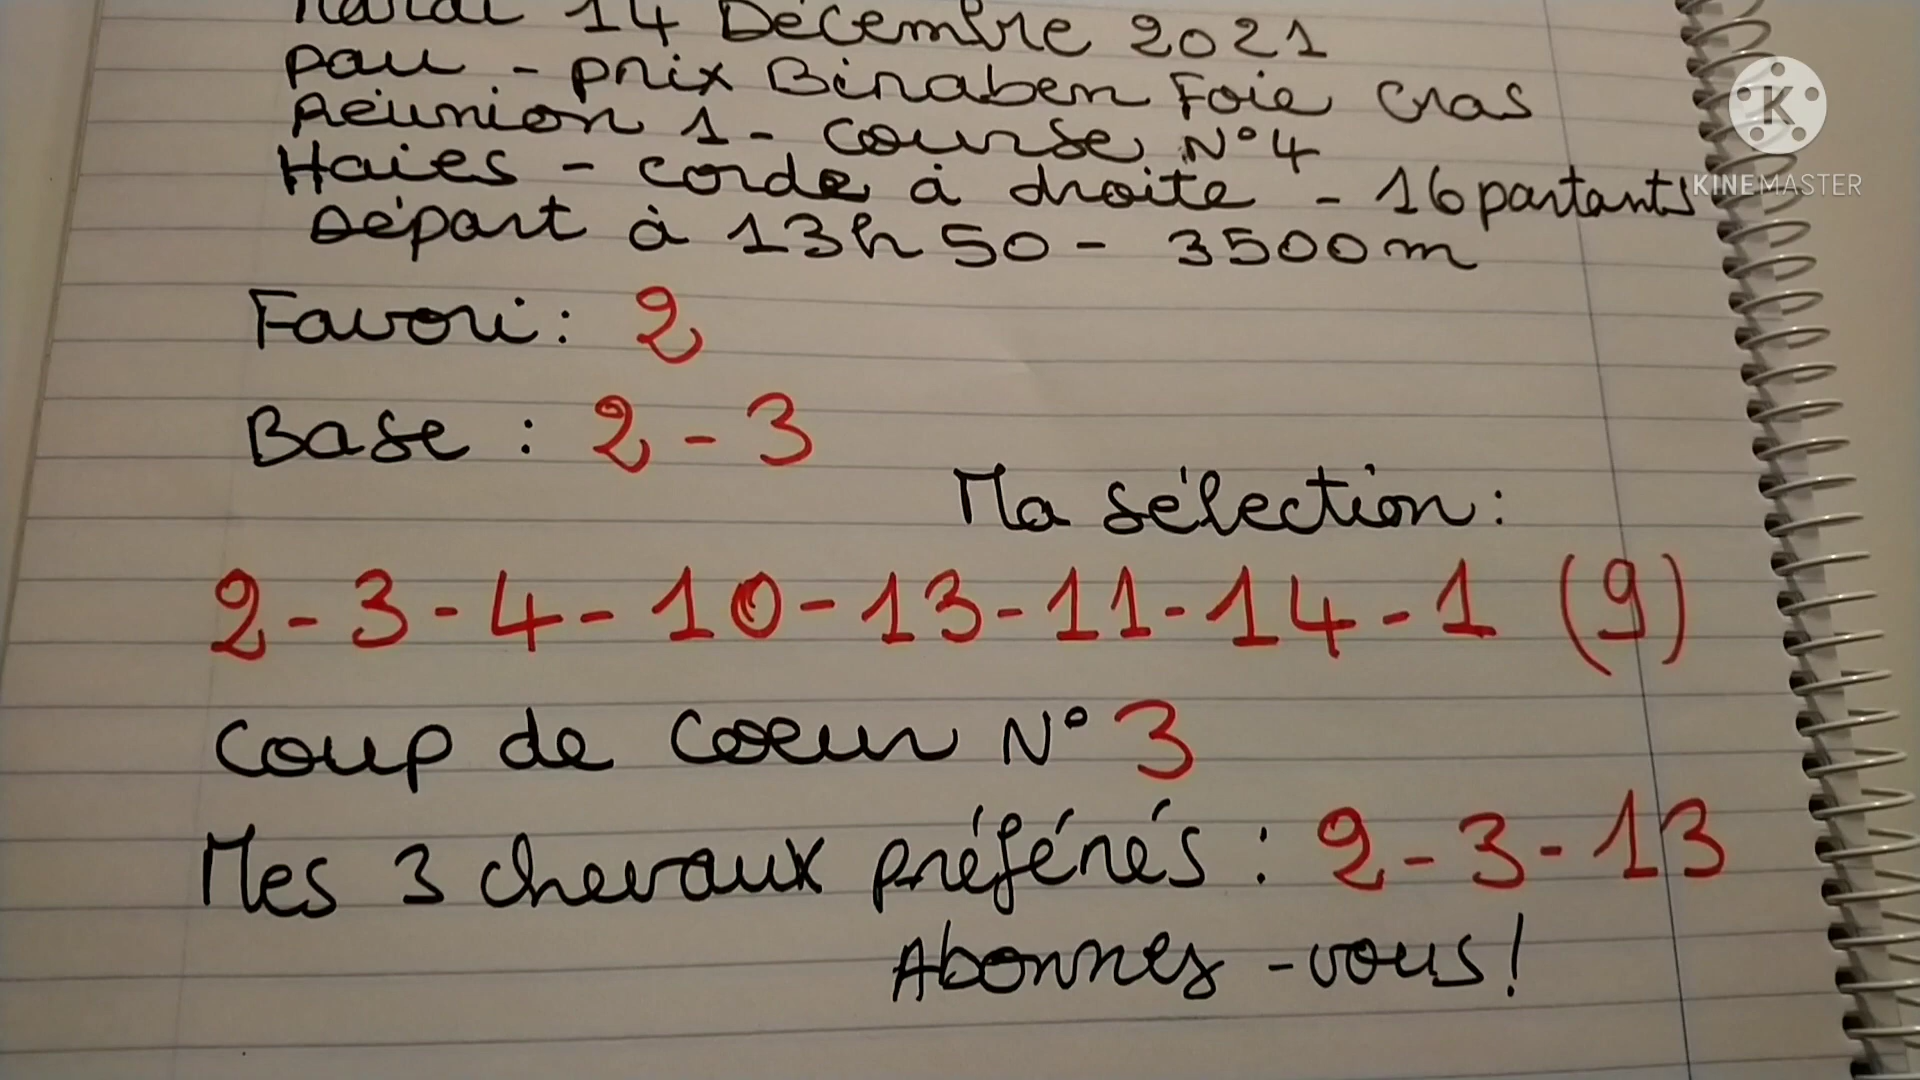 Mardi 14 Décembre 2021
Pau - prix Binaben Foie Gras
Réunion 1 - course N°4
Haies - corde à droite - 16 partants
Départ à 13h50 - 3500m
Favori : 2
Base : 2 - 3
Ma sélection :
2 - 3 - 4 - 10 - 13 - 11 - 14 - 1 (9)
Coup de coeur N° 3
Mes 3 chevaux préférés : 2 - 3 - 13
Abonnez-vous !
K
KINEMASTER